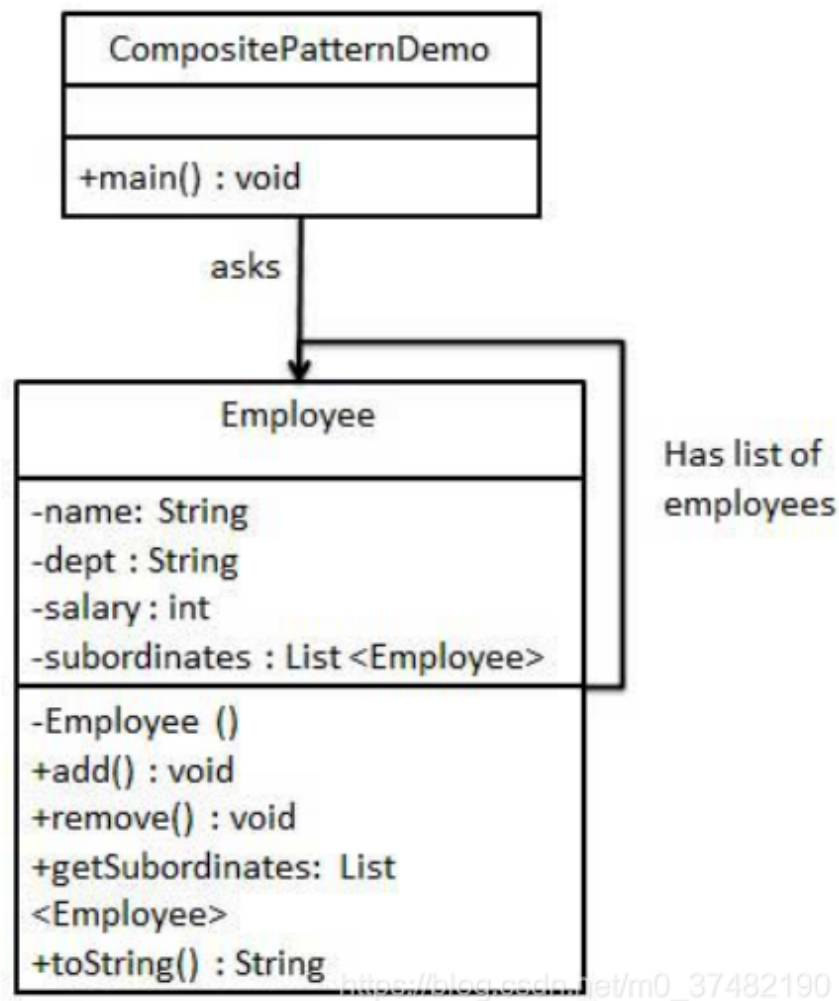 CompositePatternDemo
+main() : void
asks
Employee
Has list of
employees
-name: String
-dept : String
-salary : int
-subordinates : List <Employee>
-Employee ()
+add() : void
+remove() : void
+getSubordinates: List
<Employee>
+toString() : String
https://blog.csdn.net/m0_37482190